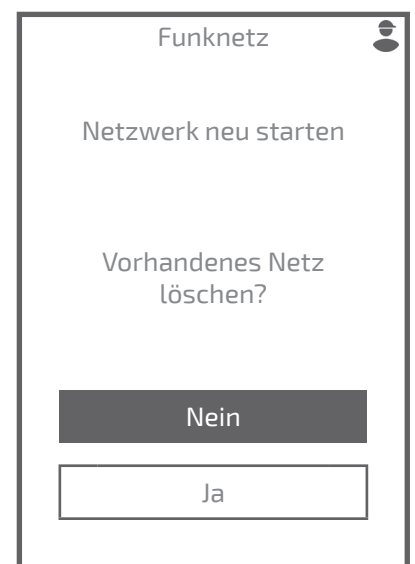 Funknetz
Netzwerk neu starten
Vorhandenes Netz
löschen?
Nein
Ja